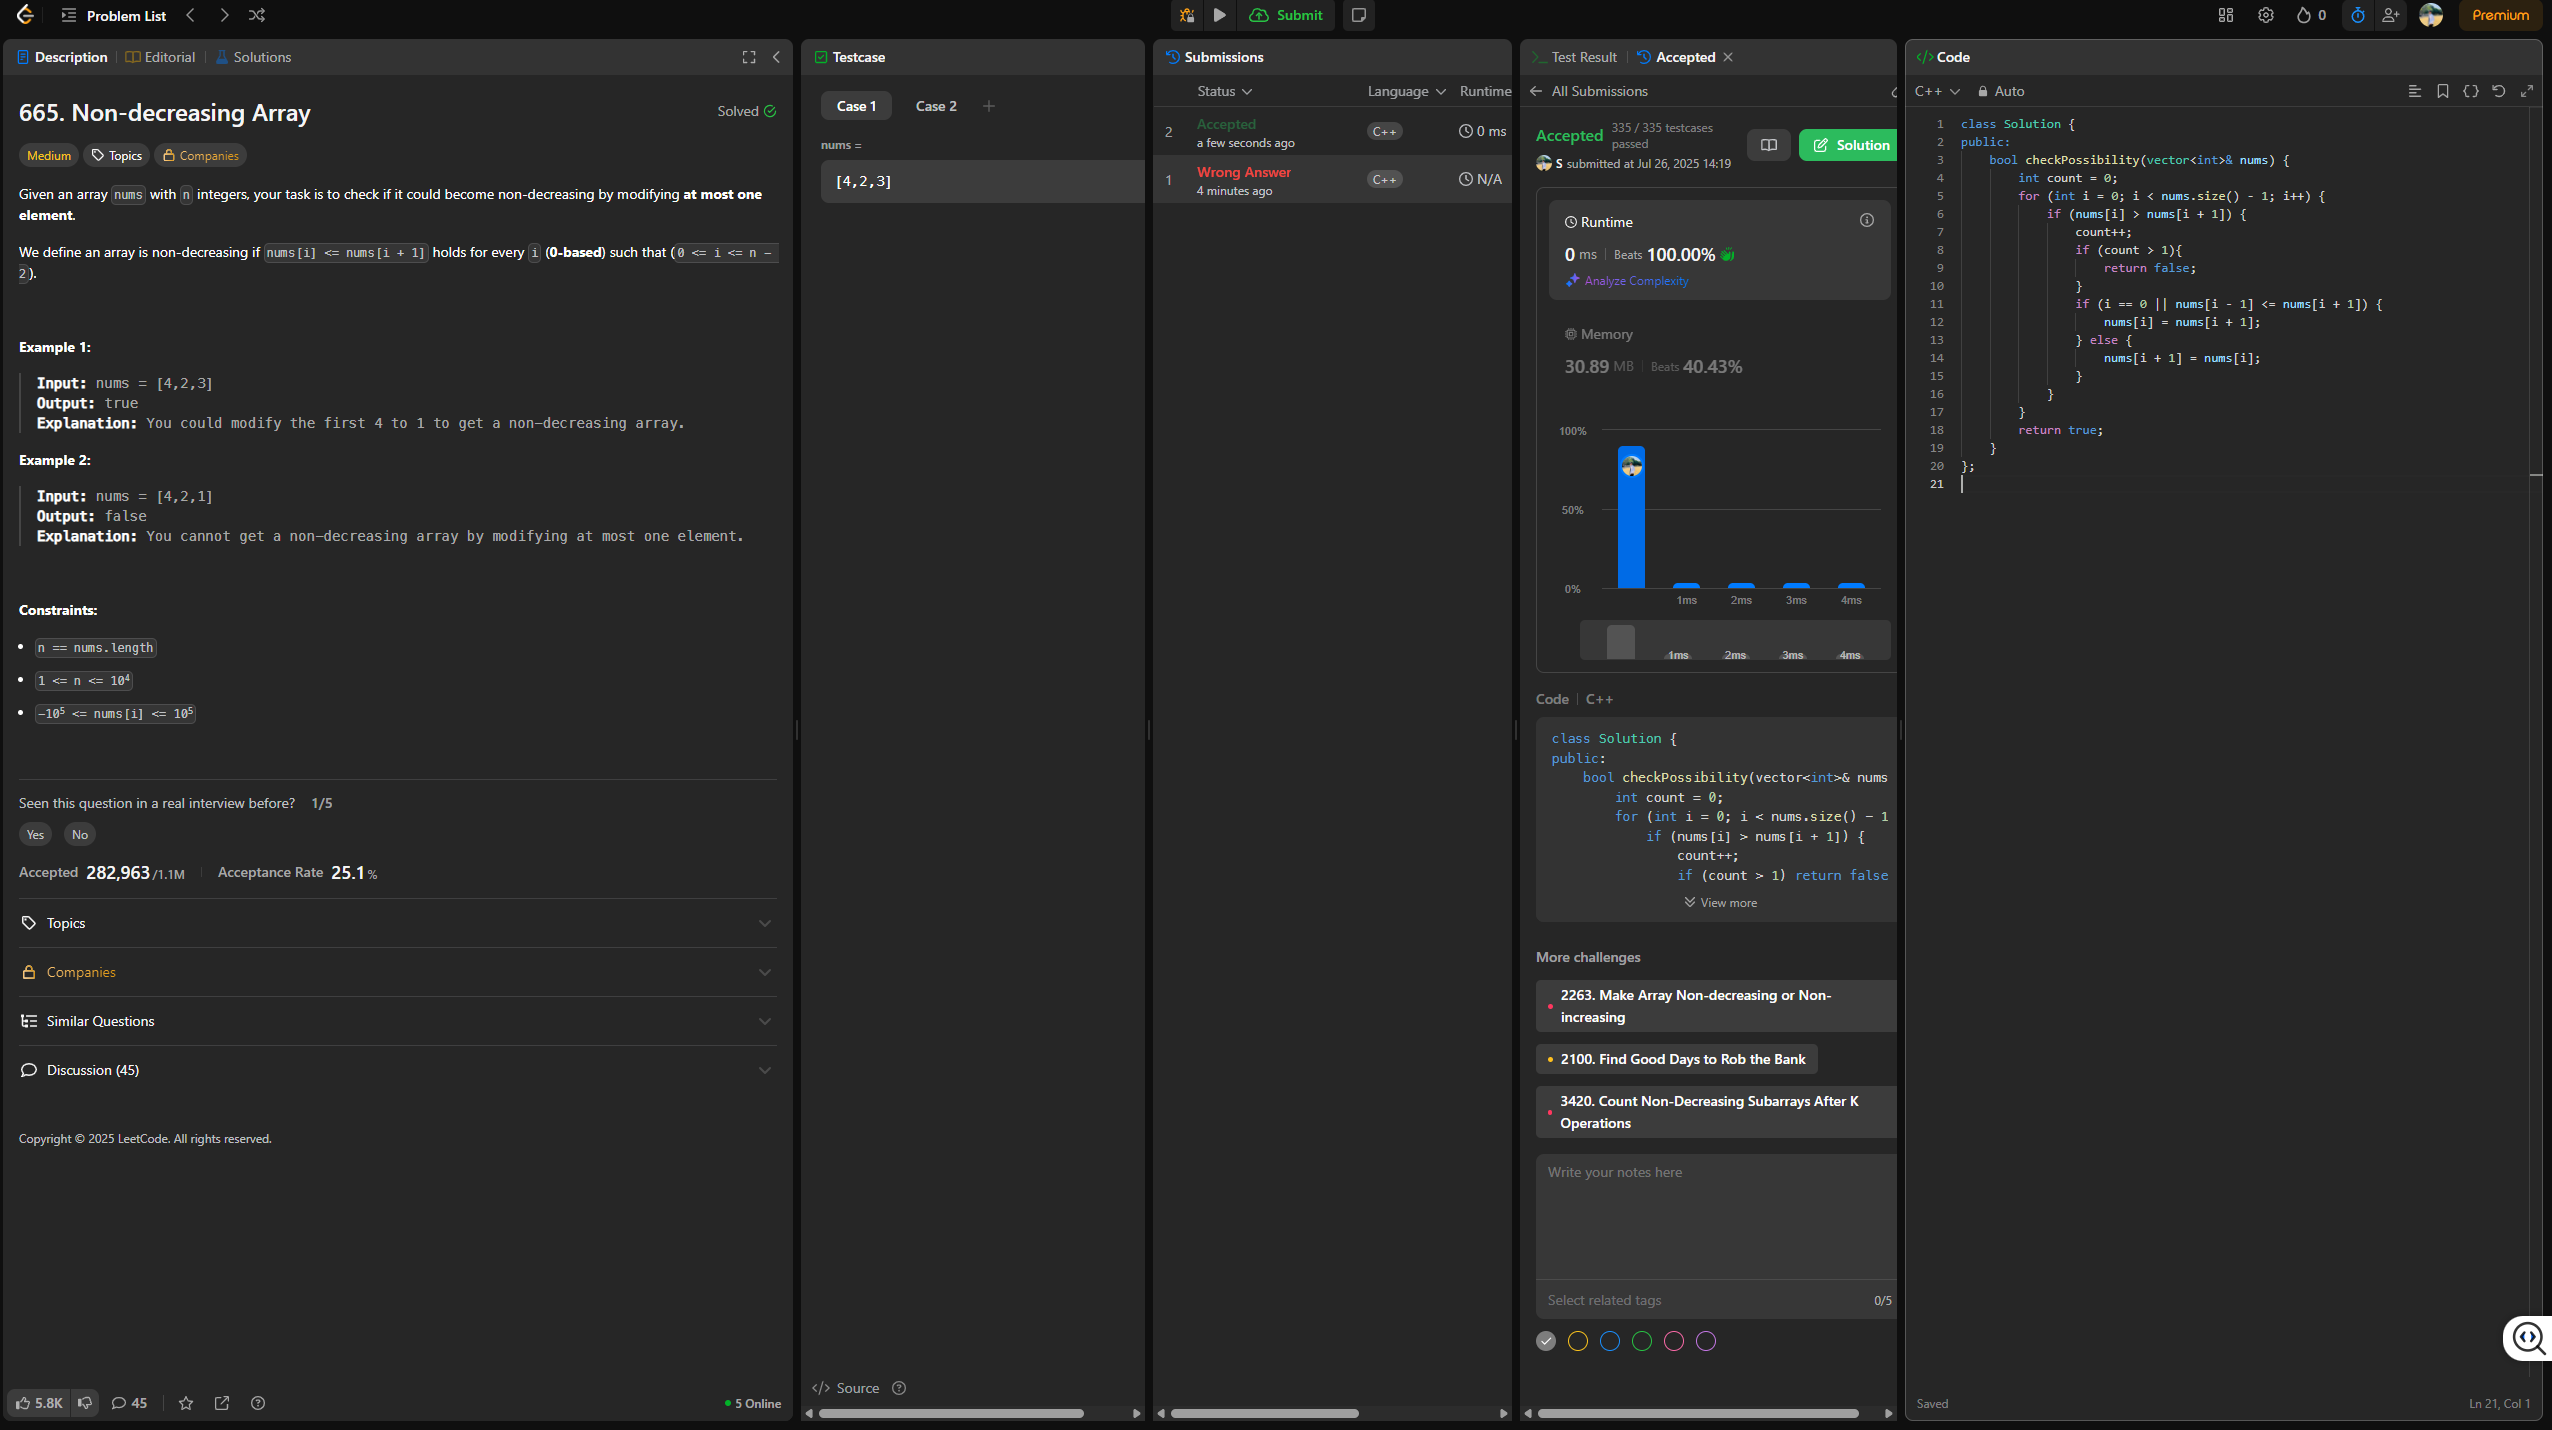 Problem List
Submit
0
Premium
Description
Editorial
Solutions
665. Non-decreasing Array
Solved
Medium
Topics
Companies
Given an array nums with n integers, your task is to check if it could become non-decreasing by modifying at most one
element.
We define an array is non-decreasing if nums[i] <= nums[i + 1] holds for every i (0-based) such that (0 <= i <= n -
2).
Example 1:
Input: nums = [4,2,3]
Output: true
Explanation: You could modify the first 4 to 1 to get a non-decreasing array.
Example 2:
Input: nums = [4,2,1]
Output: false
Explanation: You cannot get a non-decreasing array by modifying at most one element.
Constraints:
n == nums.length
1 <= n <= 10⁴
-10⁵ <= nums[i] <= 10⁵
Seen this question in a real interview before? 1/5
Yes
No
Accepted 282,963/1.1M
Acceptance Rate 25.1%
Topics
Companies
Similar Questions
Discussion (45)
Copyright © 2025 LeetCode. All rights reserved.
5.8K
45
5 Online
Testcase
Case 1
Case 2
nums =
[4,2,3]
Source
Submissions
Status
Language
Runtime
2
Accepted
a few seconds ago
C++
0 ms
1
Wrong Answer
4 minutes ago
C++
N/A
Test Result
Accepted
All Submissions
Accepted
335 / 335 testcases
passed
S submitted at Jul 26, 2025 14:19
Solution
Runtime
0 ms
Beats 100.00%
Analyze Complexity
Memory
30.89 MB
Beats 40.43%
100%
50%
0%
1ms
2ms
3ms
4ms
1ms
2ms
3ms
4ms
Code
C++
class Solution {
public:
bool checkPossibility(vector<int>& nums
int count = 0;
for (int i = 0; i < nums.size() - 1
if (nums[i] > nums[i + 1]) {
count++;
if (count > 1) return false
View more
More challenges
2263. Make Array Non-decreasing or Non-
increasing
2100. Find Good Days to Rob the Bank
3420. Count Non-Decreasing Subarrays After K
Operations
Write your notes here
Select related tags
0/5
Code
C++
Auto
1 class Solution {
2 public:
3 bool checkPossibility(vector<int>& nums) {
4 int count = 0;
5 for (int i = 0; i < nums.size() - 1; i++) {
6 if (nums[i] > nums[i + 1]) {
7 count++;
8 if (count > 1){
9 return false;
10 }
11 if (i == 0 || nums[i - 1] <= nums[i + 1]) {
12 nums[i] = nums[i + 1];
13 } else {
14 nums[i + 1] = nums[i];
15 }
16 }
17 }
18 return true;
19 }
20 };
21
Saved
Ln 21, Col 1